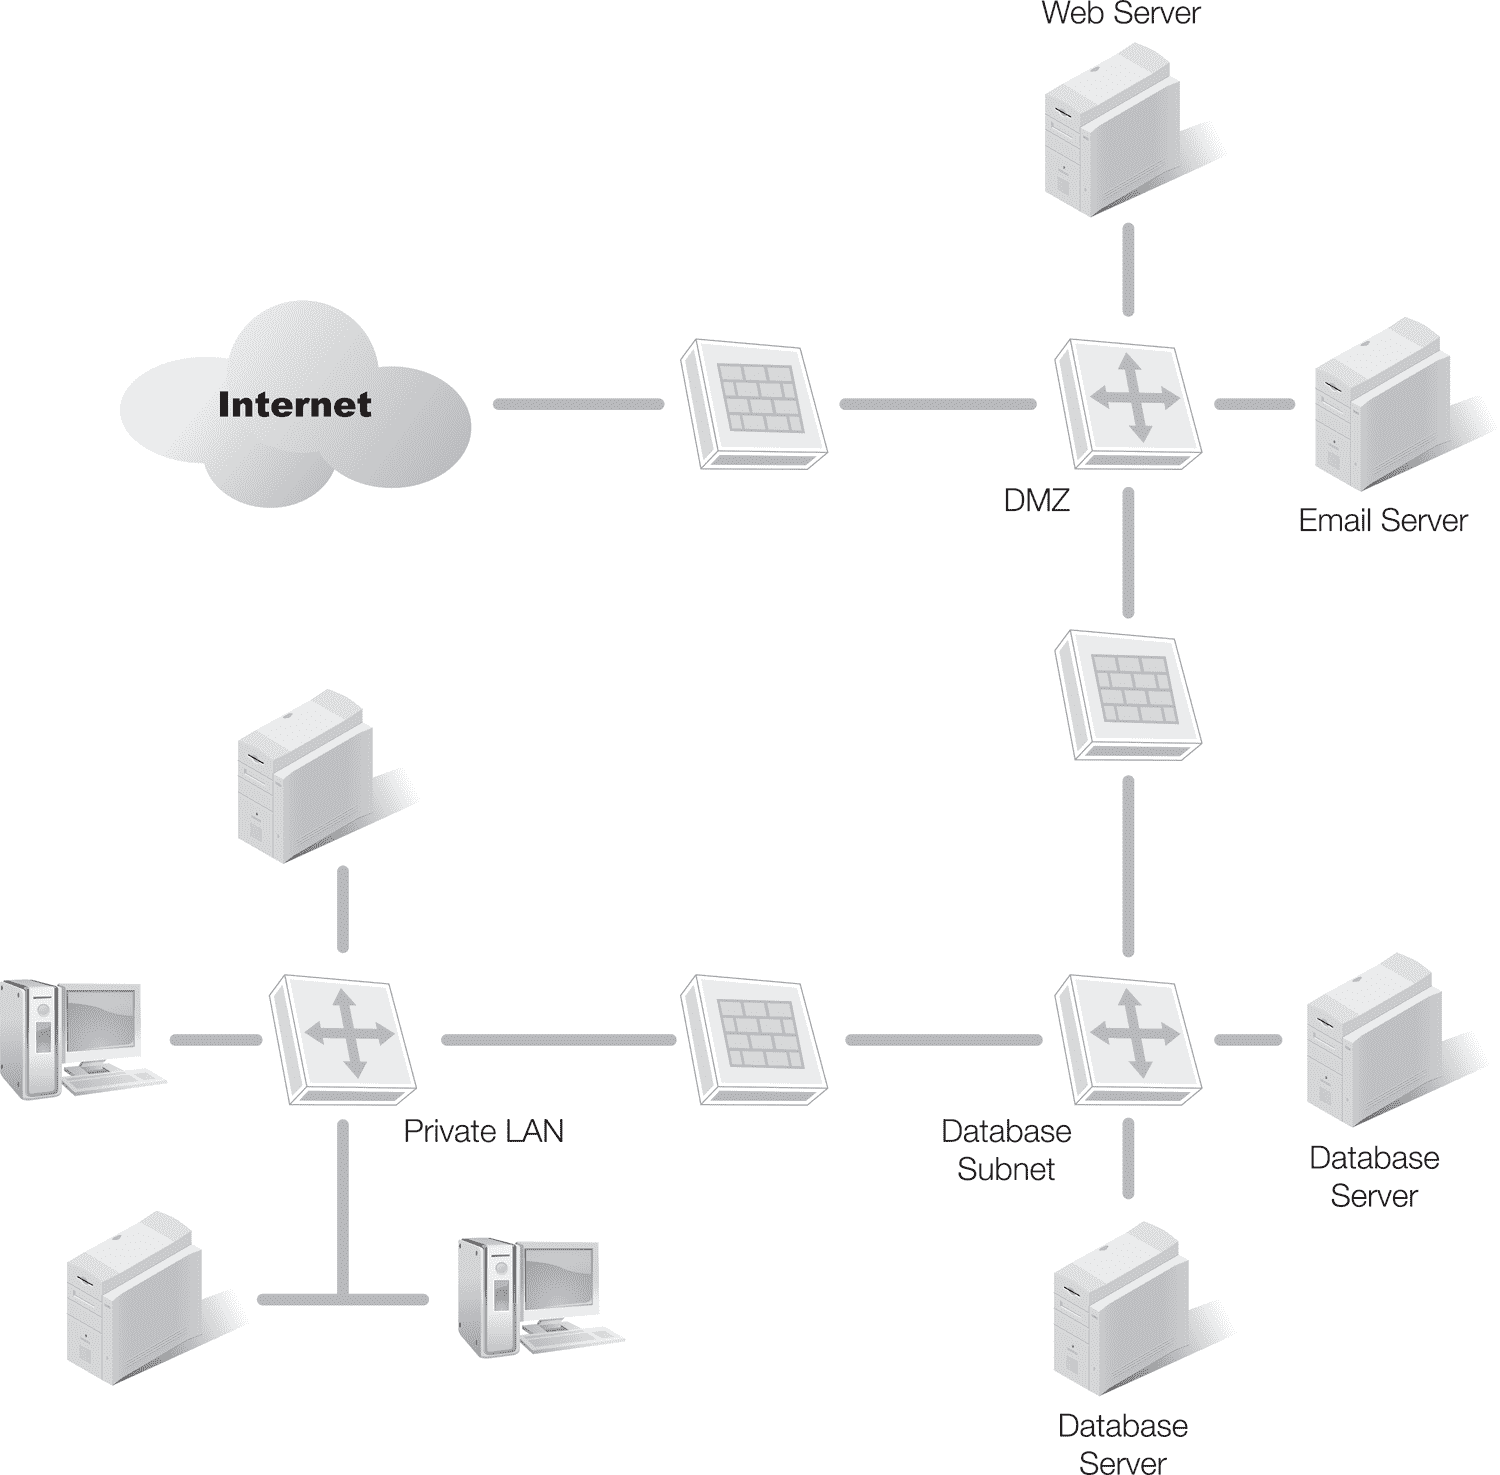 Web Server
Internet
DMZ
Email Server
Private LAN
Database
Subnet
Database
Server
Database
Server